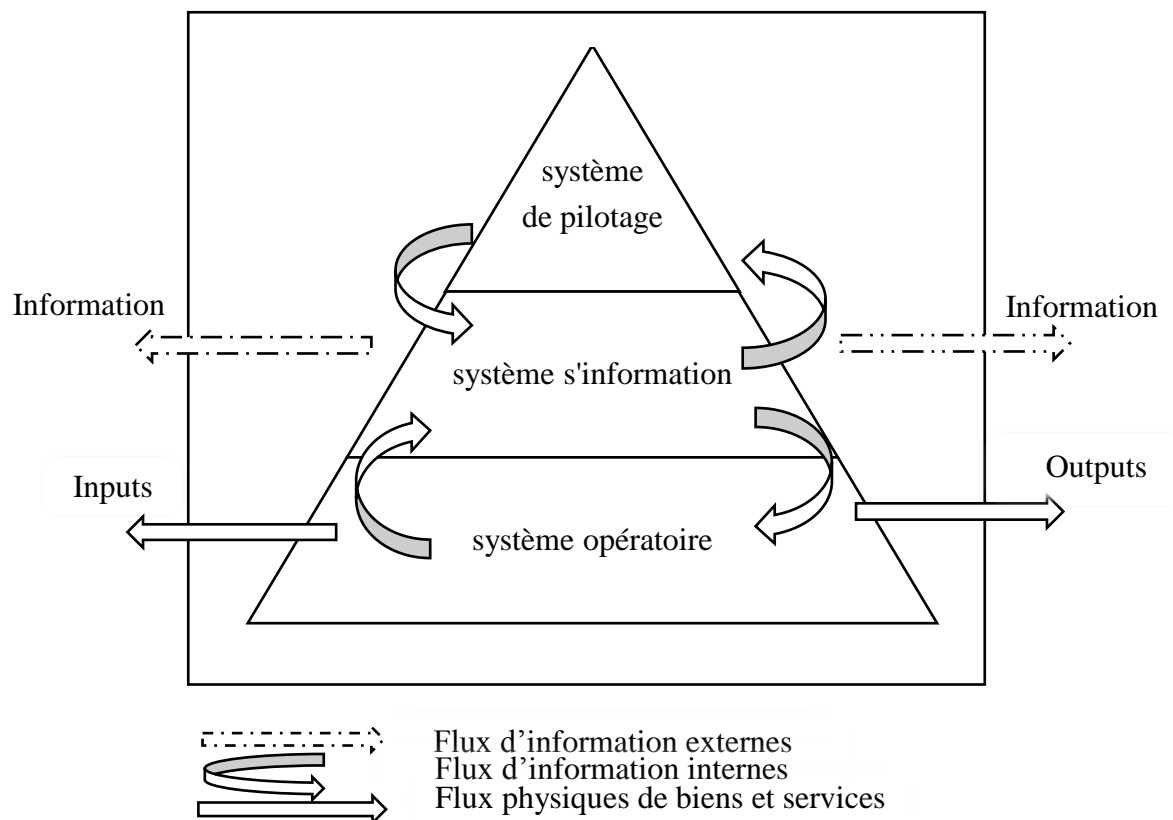 système
de pilotage
Information
Information
système s'information
Inputs
Outputs
système opératoire
Flux d’information externes
Flux d’information internes
Flux physiques de biens et services